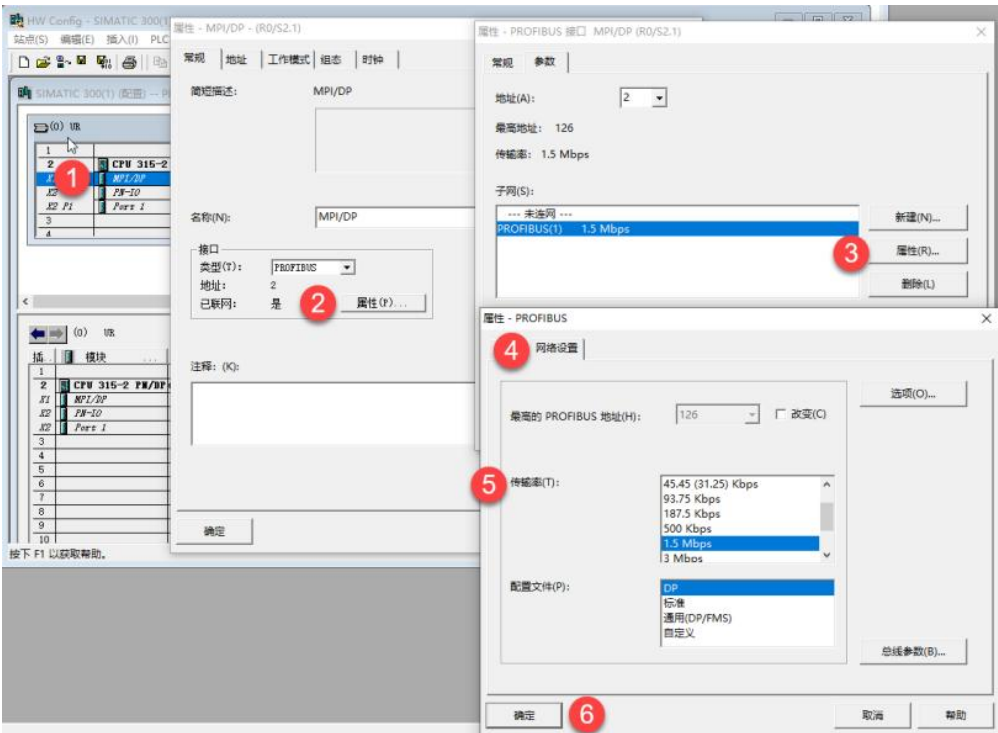 HW Config - SIMATIC 300(1)
站点(S) 编辑(E) 插入(I) PLC
SIMATIC 300(1) (配置) -- P
(0) UR
1
2 CPU 315-2
X1 MPI/DP
X2 PN-IO
X2 P1 Port 1
3
4
1
(0) UR
插.. 模块 ...
1
2 CPU 315-2 PN/DP
X1 MPI/DP
X2 PN-IO
X2 Port 1
3
4
5
6
7
8
9
10
按下 F1 以获取帮助。
属性 - MPI/DP - (R0/S2.1)
常规 地址 工作模式 组态 时钟
简短描述: MPI/DP
名称(N): MPI/DP
接口
类型(T): PROFIBUS
地址: 2
已联网: 是
2
属性(P)...
注释: (K):
确定
属性 - PROFIBUS 接口 MPI/DP (R0/S2.1)
常规 参数
地址(A): 2
最高地址: 126
传输率: 1.5 Mbps
子网(S):
--- 未连网 ---
PROFIBUS(1) 1.5 Mbps
新建(N)...
3
属性(R)...
删除(L)
属性 - PROFIBUS
4
网络设置
最高的 PROFIBUS 地址(H): 126 改变(C)
选项(O)...
5
传输率(T):
45.45 (31.25) Kbps
93.75 Kbps
187.5 Kbps
500 Kbps
1.5 Mbps
3 Mbps
配置文件(P):
DP
标准
通用(DP/FMS)
自定义
总线参数(B)...
确定
6
取消
帮助